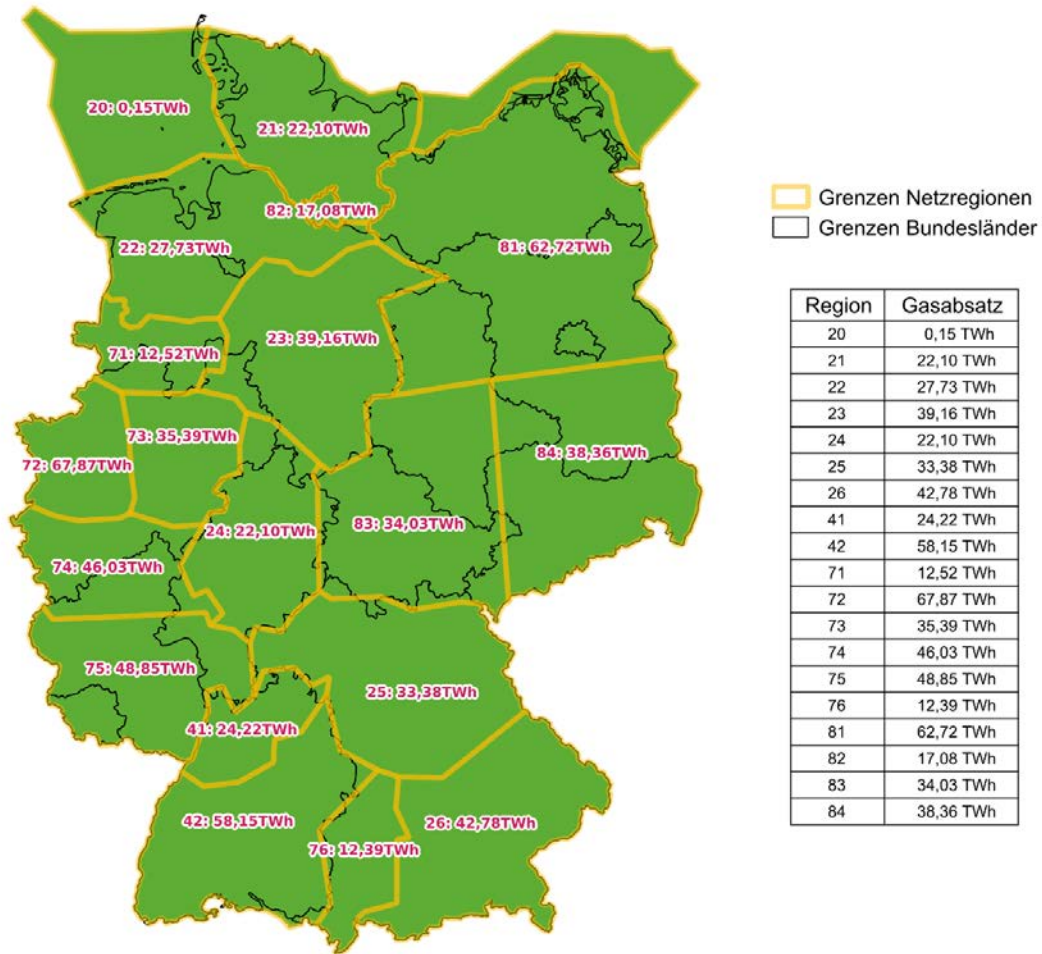 20: 0,15TWh
21: 22,10TWh
82: 17,08TWh
22: 27,73TWh
81: 62,72TWh
23: 39,16TWh
71: 12,52TWh
73: 35,39TWh
72: 67,87TWh
84: 38,36TWh
24: 22,10TWh
83: 34,03TWh
74: 46,03TWh
75: 48,85TWh
25: 33,38TWh
41: 24,22TWh
42: 58,15TWh
26: 42,78TWh
76: 12,39TWh
Grenzen Netzregionen
Grenzen Bundesländer
Region Gasabsatz
20 0,15 TWh
21 22,10 TWh
22 27,73 TWh
23 39,16 TWh
24 22,10 TWh
25 33,38 TWh
26 42,78 TWh
41 24,22 TWh
42 58,15 TWh
71 12,52 TWh
72 67,87 TWh
73 35,39 TWh
74 46,03 TWh
75 48,85 TWh
76 12,39 TWh
81 62,72 TWh
82 17,08 TWh
83 34,03 TWh
84 38,36 TWh